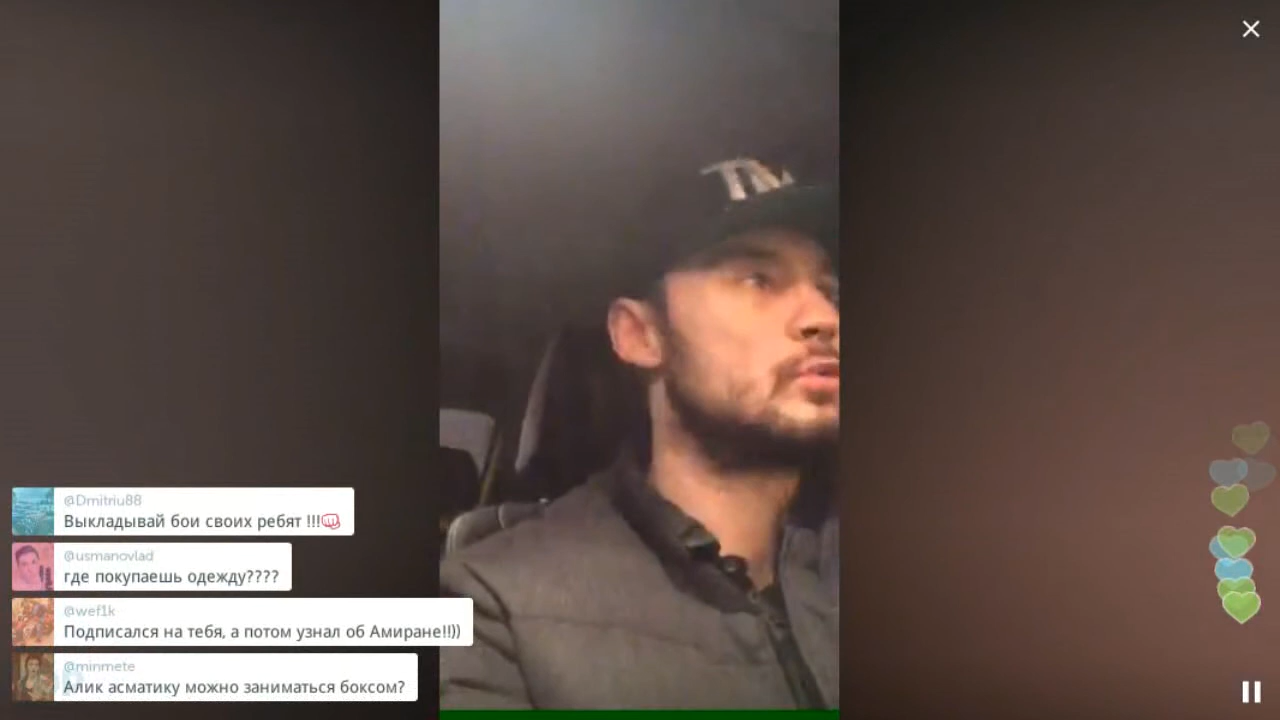 TM
@Dmitriu88
Выкладывай бои своих ребят !!!👊
@usmanovlad
где покупаешь одежду????
@wef1k
Подписался на тебя, а потом узнал об Амиране!!))
@minmete
Алик асматику можно заниматься боксом?